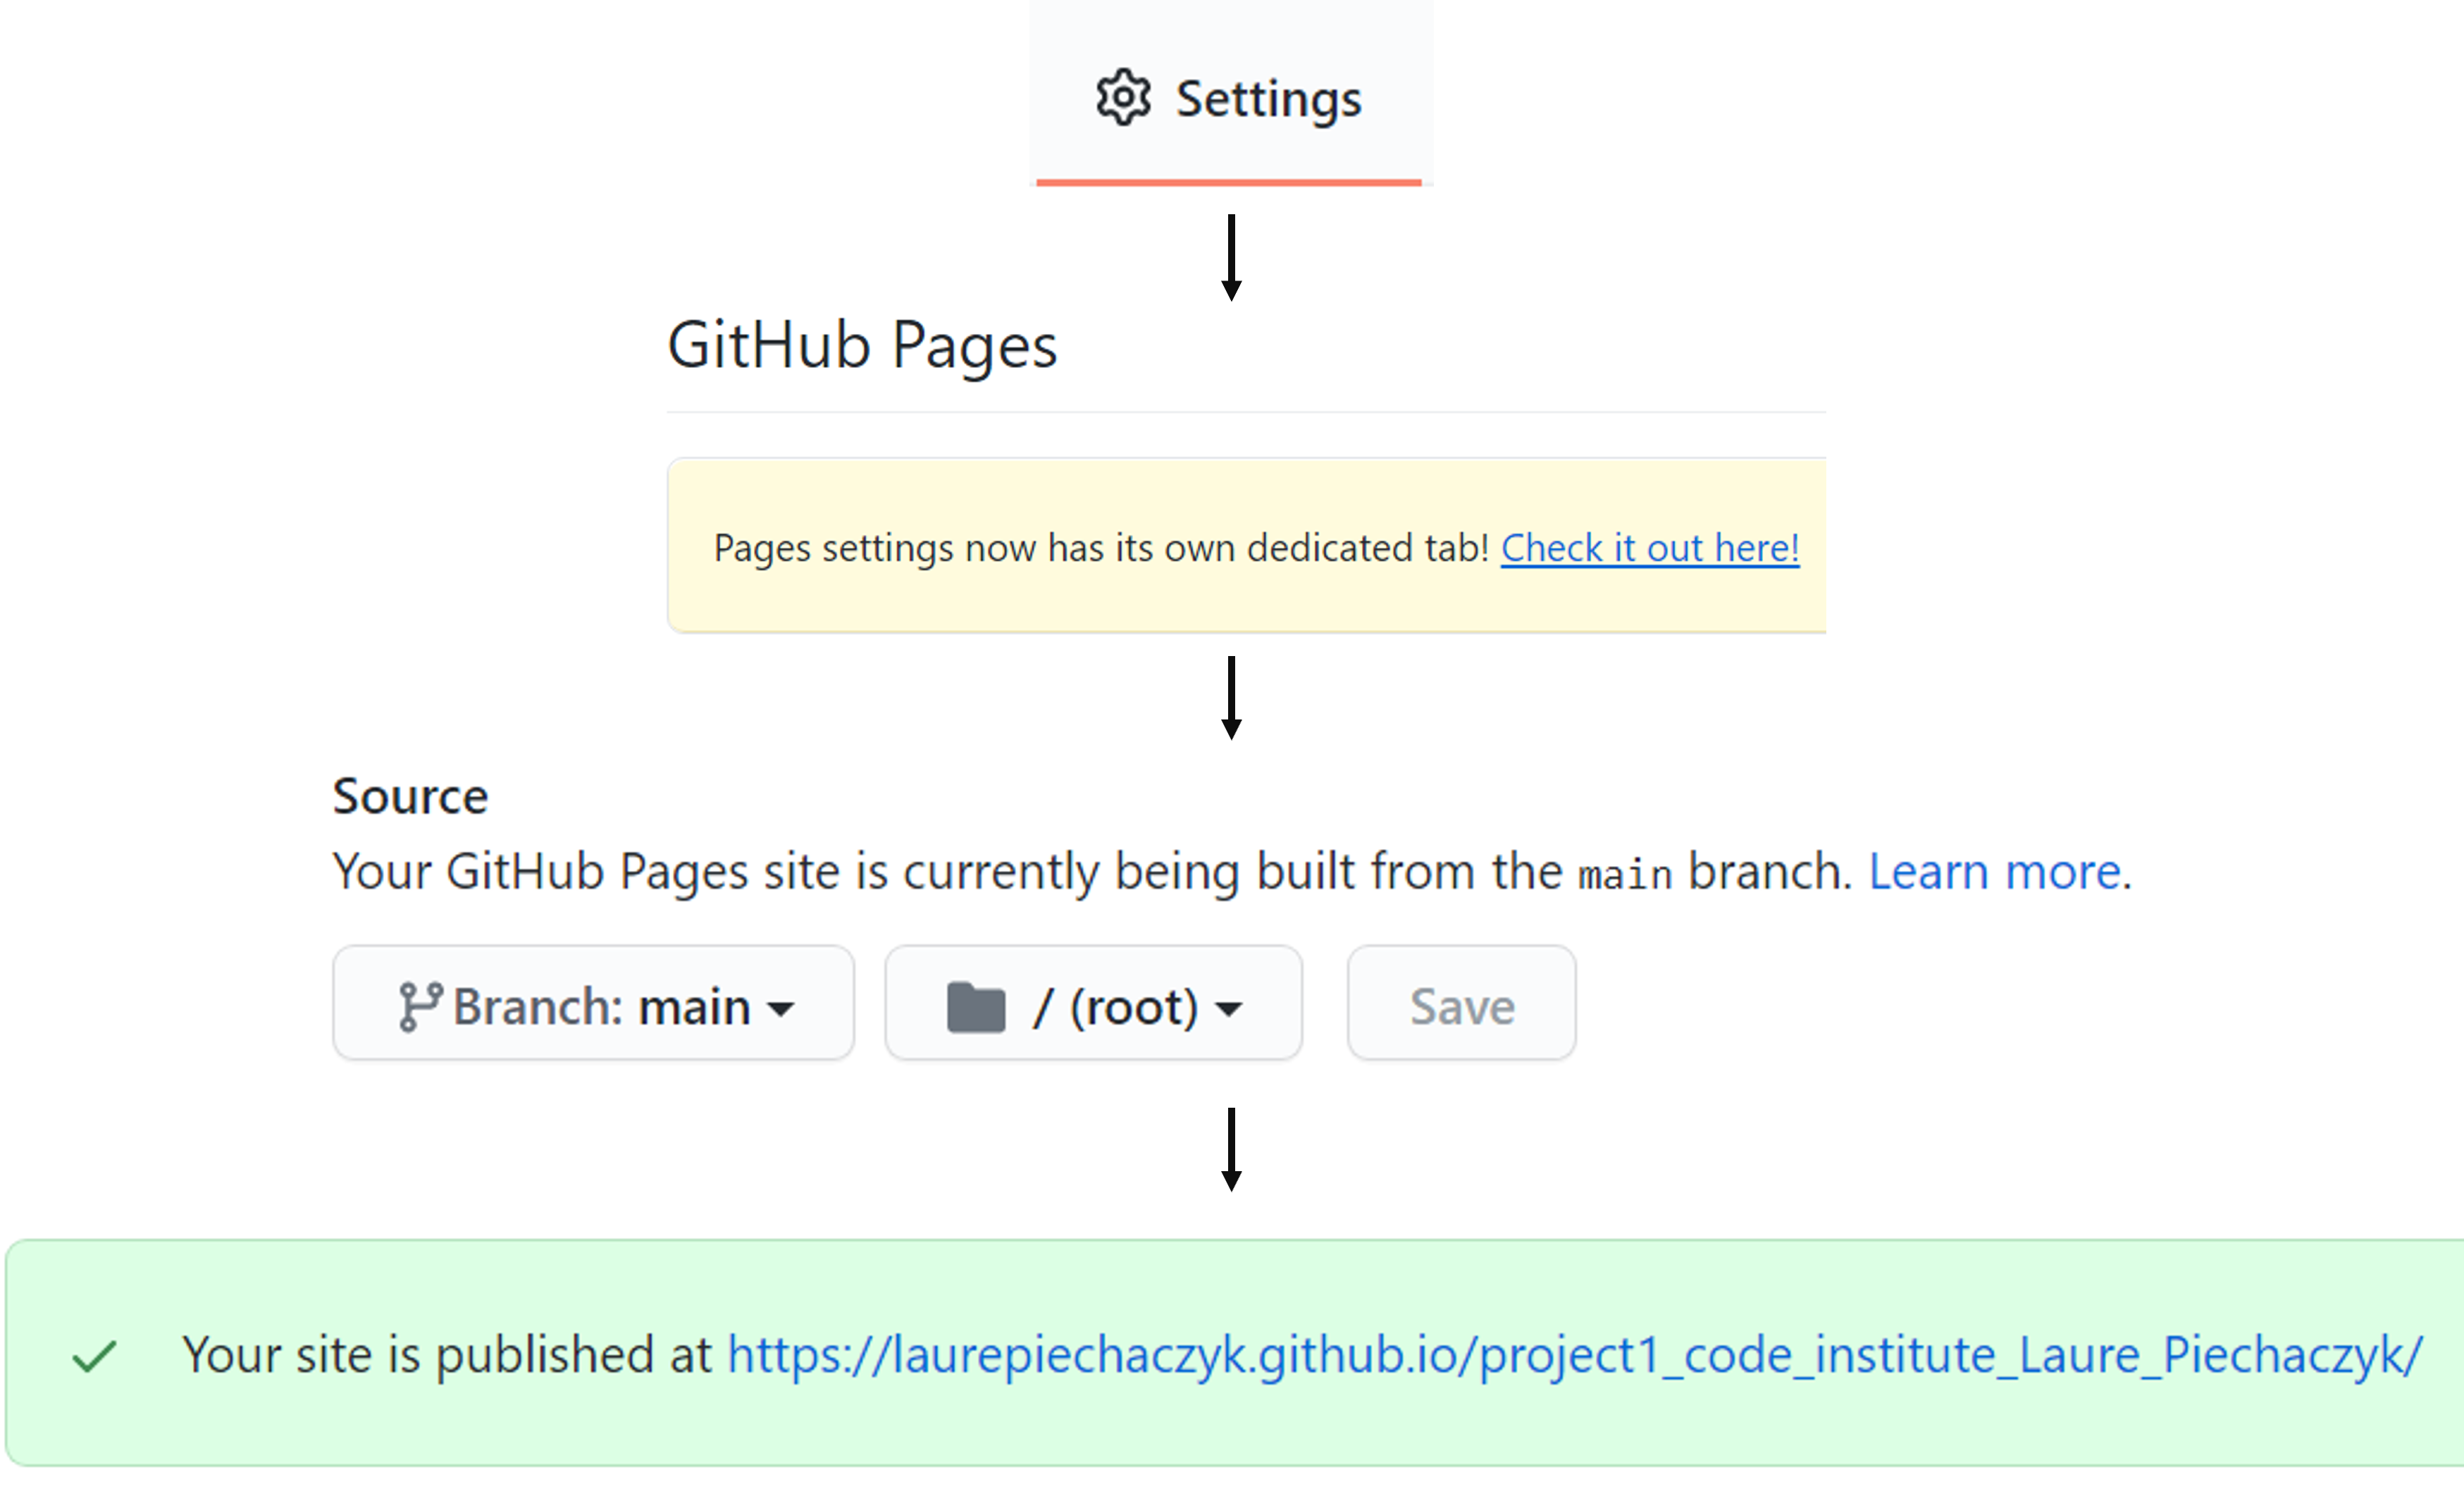 Settings
GitHub Pages
Pages settings now has its own dedicated tab! Check it out here!
Source
Your GitHub Pages site is currently being built from the main branch. Learn more.
Branch: main / (root) Save
Your site is published at https://laurepiechaczyk.github.io/project1_code_institute_Laure_Piechaczyk/